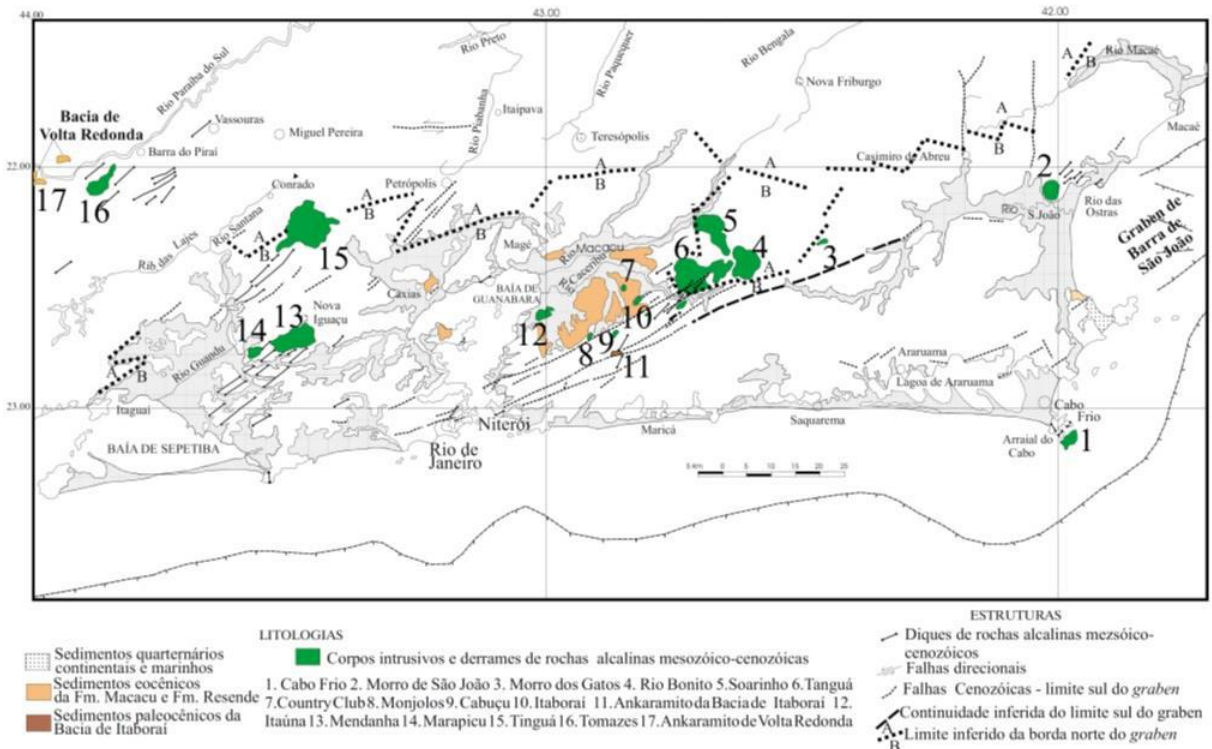 44.00 43.00 42.00
Rio Preto
Rio Paquequer
Rio Bengala
A
B
Rio Macaé
Rio Paraíba do Sul
Nova Friburgo
Bacia de
Volta Redonda
Vassouras
Miguel Pereira
Rio Piabanha
Itaipava
Teresópolis
Macaé
Barra do Piraí
A
B
Casimiro de Abreu
22.00
17
16
Conrado
Petrópolis
A
B
A
B
2
Rio
S João
Rio das
Ostras
Graben de
Barra de
São João
Rio Santana
A
B
A
B
Rib das Lajes
A
B
15
Magé
Rio Macacu
Rio Caceribu
5
6
4
3
7
A
B
Caxias
BAÍA DE
GUANABARA
10
Nova
Iguaçu
14
13
12
8
9
11
Rio Guandu
A
B
Araruama
Lagoa de Araruama
Itaguaí
23.00
Niterói
Maricá
Saquarema
Cabo
Frio
Arraial do
Cabo
1
BAÍA DE SEPETIBA
Rio de
Janeiro
0 5 10 15 20 25
ESTRUTURAS
LITOLOGIAS
Sedimentos quarternários
continentais e marinhos
Sedimentos eocênicos
da Fm. Macacu e Fm. Resende
Sedimentos paleocênicos da
Bacia de Itaboraí
Corpos intrusivos e derrames de rochas alcalinas mesozóico-cenozóicas
1. Cabo Frio 2. Morro de São João 3. Morro dos Gatos 4. Rio Bonito 5.Soarinho 6.Tanguá
7.Country Club 8. Monjolos 9. Cabuçu 10. Itaboraí 11. Ankaramito da Bacia de Itaboraí 12.
Itaúna 13. Mendanha 14. Marapicu 15. Tinguá 16. Tomazes 17. Ankaramito de Volta Redonda
Diques de rochas alcalinas mezsóico-
cenozóicas
Falhas direcionais
Falhas Cenozóicas - limite sul do graben
Continuidade inferida do limite sul do graben
A
B
Limite inferido da borda norte do graben